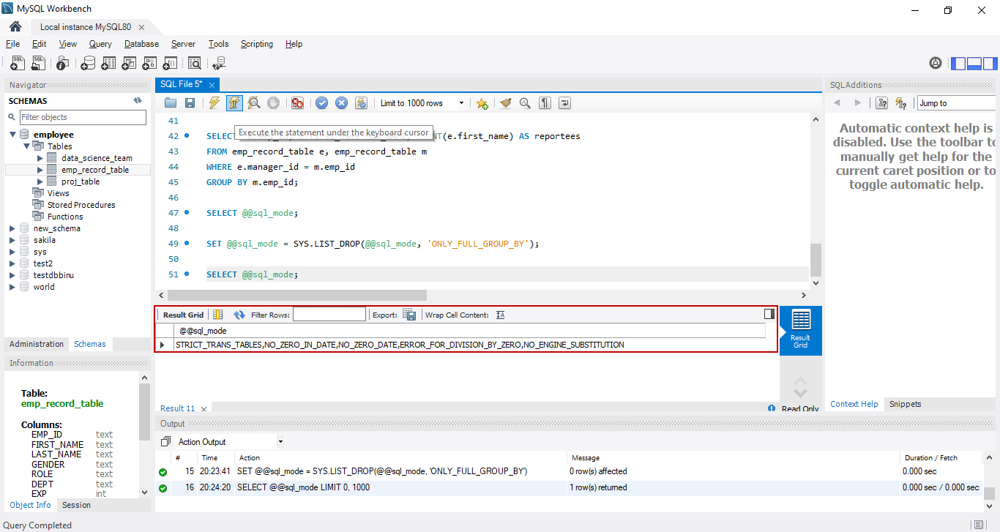 MySQL Workbench
Local instance MySQL80
File Edit View Query Database Server Tools Scripting Help
Navigator
SCHEMAS
Filter objects
employee
Tables
data_science_team
emp_record_table
proj_table
Views
Stored Procedures
Functions
new_schema
sakila
sys
test2
testdbbinu
world
Administration Schemas
Information
Table:
emp_record_table
Columns:
EMP_ID text
FIRST_NAME text
LAST_NAME text
GENDER text
ROLE text
DEPT text
EXP int
Object Info Session
SQL File 5*
Limit to 1000 rows
Execute the statement under the keyboard cursor
41
42 SELECT NT(e.first_name) AS reportees
43 FROM emp_record_table e, emp_record_table m
44 WHERE e.manager_id = m.emp_id
45 GROUP BY m.emp_id;
46
47 SELECT @@sql_mode;
48
49 SET @@sql_mode = SYS.LIST_DROP(@@sql_mode, 'ONLY_FULL_GROUP_BY');
50
51 SELECT @@sql_mode;
Result Grid Filter Rows: Export: Wrap Cell Content:
@@sql_mode
STRICT_TRANS_TABLES,NO_ZERO_IN_DATE,NO_ZERO_DATE,ERROR_FOR_DIVISION_BY_ZERO,NO_ENGINE_SUBSTITUTION
Result
Grid
Result 11 Read Only
SQLAdditions
Jump to
Automatic context help is
disabled. Use the toolbar to
manually get help for the
current caret position or to
toggle automatic help.
Context Help Snippets
Output
Action Output
# Time Action Message Duration / Fetch
15 20:23:41 SET @@sql_mode = SYS.LIST_DROP(@@sql_mode, 'ONLY_FULL_GROUP_BY') 0 row(s) affected 0.000 sec
16 20:24:20 SELECT @@sql_mode LIMIT 0, 1000 1 row(s) returned 0.000 sec / 0.000 sec
Query Completed